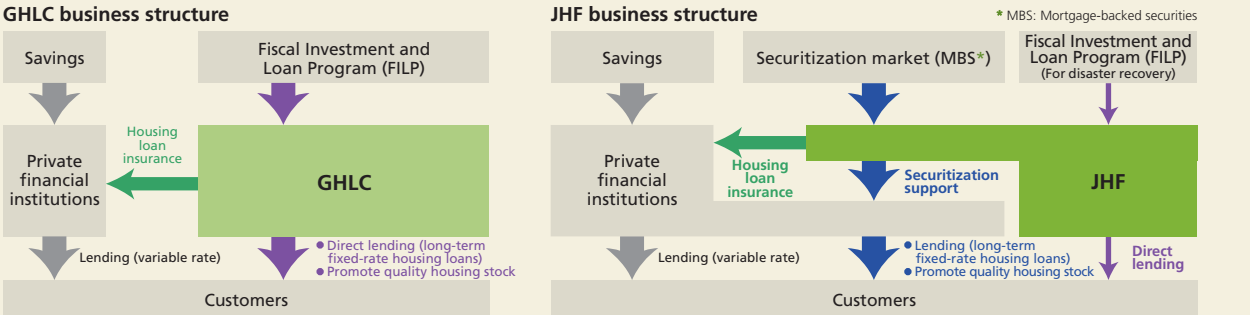 GHLC business structure
Savings
Fiscal Investment and
Loan Program (FILP)
Housing
loan
insurance
Private
financial
institutions
GHLC
Lending (variable rate)
● Direct lending (long-term
fixed-rate housing loans)
● Promote quality housing stock
Customers
JHF business structure
* MBS: Mortgage-backed securities
Savings
Securitization market (MBS*)
Fiscal Investment and
Loan Program (FILP)
(For disaster recovery)
Private
financial
institutions
Housing
loan
insurance
Securitization
support
JHF
Lending (variable rate)
● Lending (long-term
fixed-rate housing loans)
● Promote quality housing stock
Direct
lending
Customers